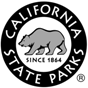 CALIFORNIA
SINCE 1864
STATE PARKS
®